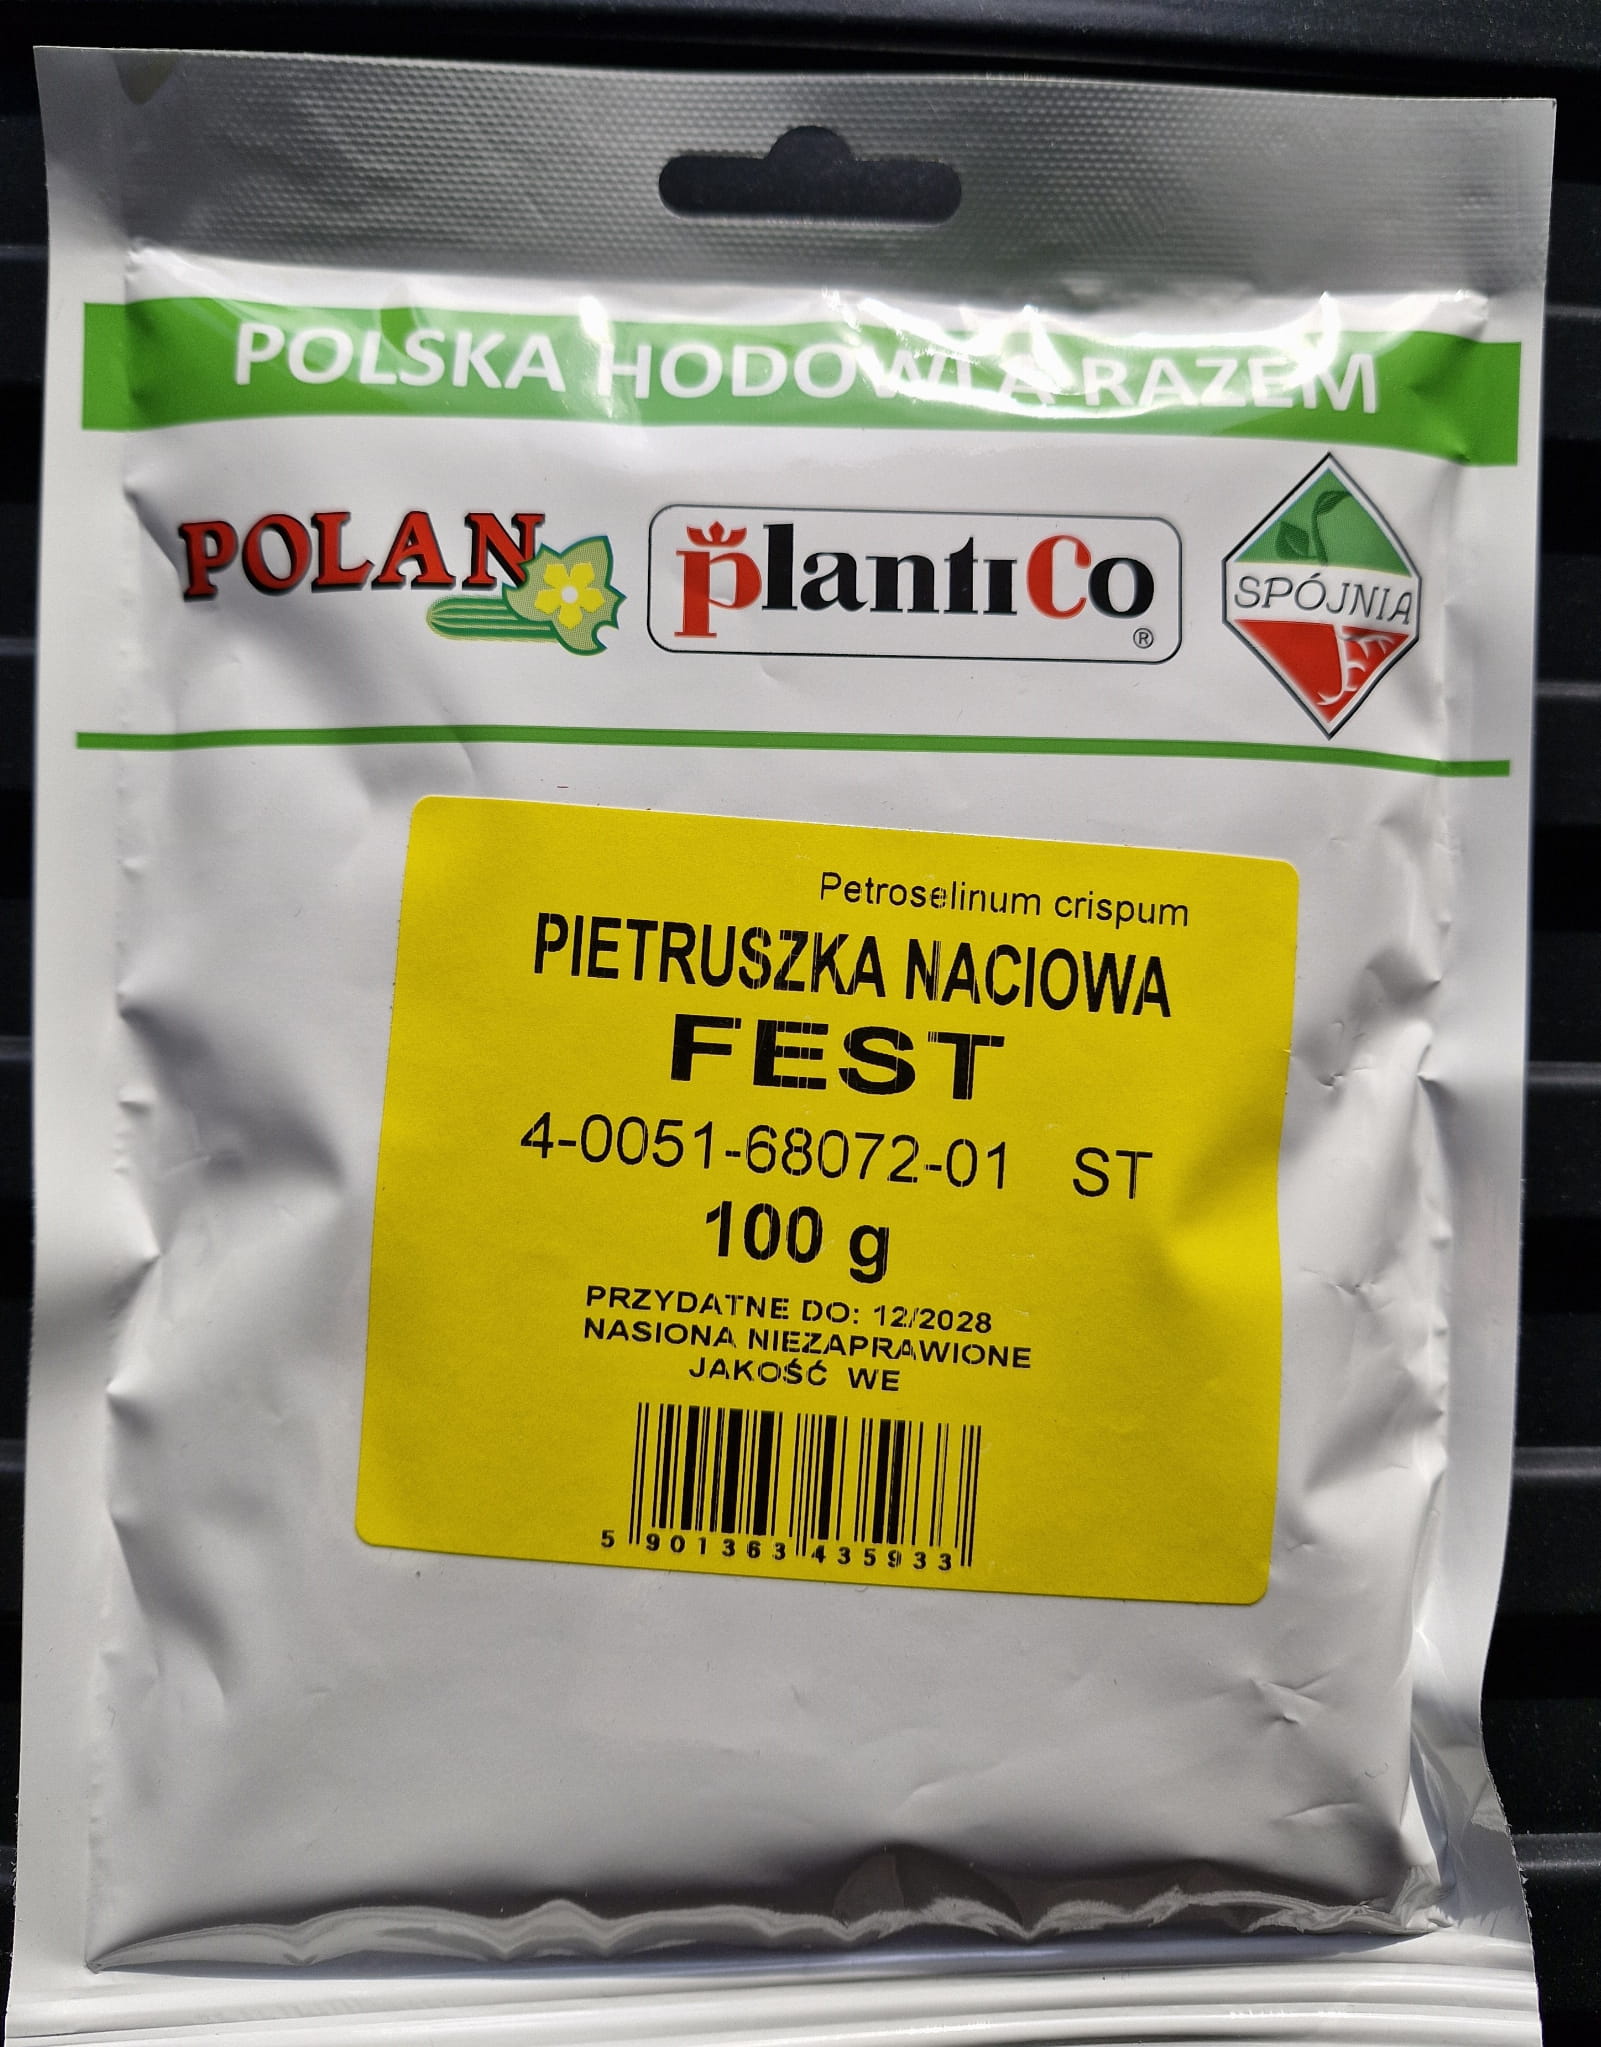 POLSKA HODOWLA RAZEM
POLAN
plantiCo
®
SPÓJNIA
Petroselinum crispum
PIETRUSZKA NACIOWA
FEST
4-0051-68072-01 ST
100 g
PRZYDATNE DO: 12/2028
NASIONA NIEZAPRAWIONE
JAKOŚĆ WE
5 901363 435933